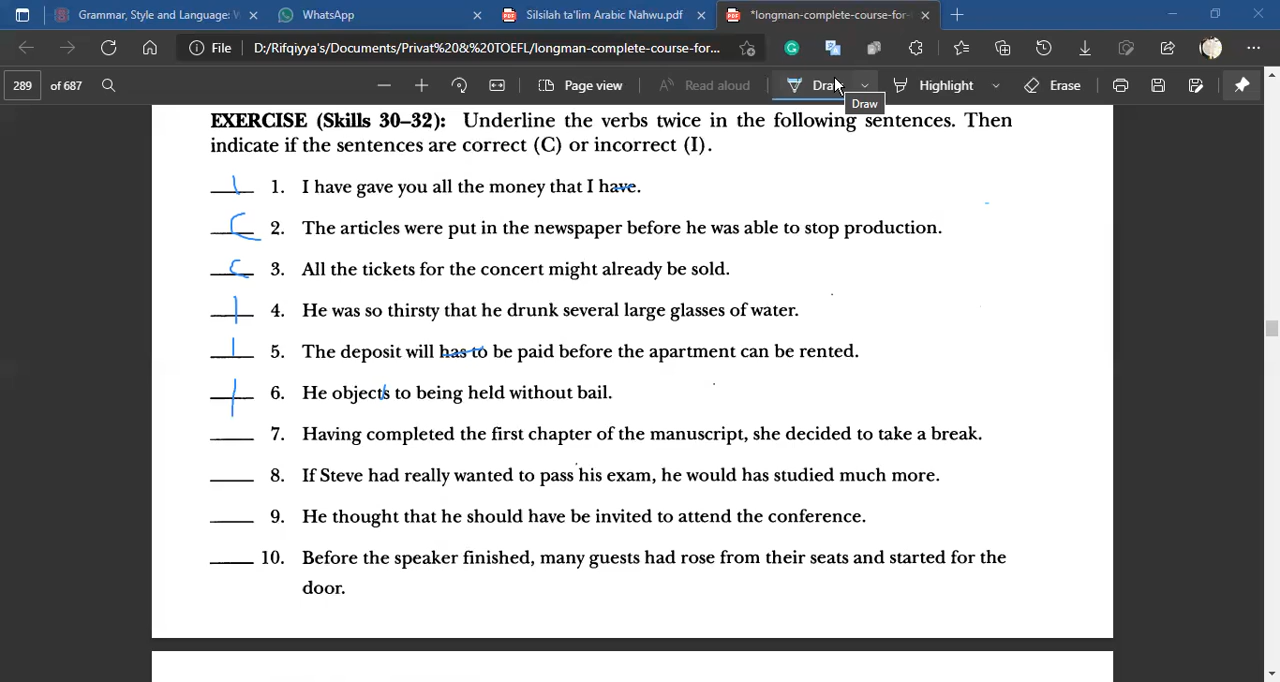 Grammar, Style and Language: W
WhatsApp
Silsilah ta'lim Arabic Nahwu.pdf
*longman-complete-course-for-
File
D:/Rifqiyya's/Documents/Privat%20&%20TOEFL/longman-complete-course-for...
289 of 687
Page view
Read aloud
Draw
Highlight
Erase
Draw
EXERCISE (Skills 30–32): Underline the verbs twice in the following sentences. Then
indicate if the sentences are correct (C) or incorrect (I).
I 1. I have gave you all the money that I have.
C 2. The articles were put in the newspaper before he was able to stop production.
C 3. All the tickets for the concert might already be sold.
I 4. He was so thirsty that he drunk several large glasses of water.
I 5. The deposit will has to be paid before the apartment can be rented.
I 6. He objects to being held without bail.
7. Having completed the first chapter of the manuscript, she decided to take a break.
8. If Steve had really wanted to pass his exam, he would has studied much more.
9. He thought that he should have be invited to attend the conference.
10. Before the speaker finished, many guests had rose from their seats and started for the
door.